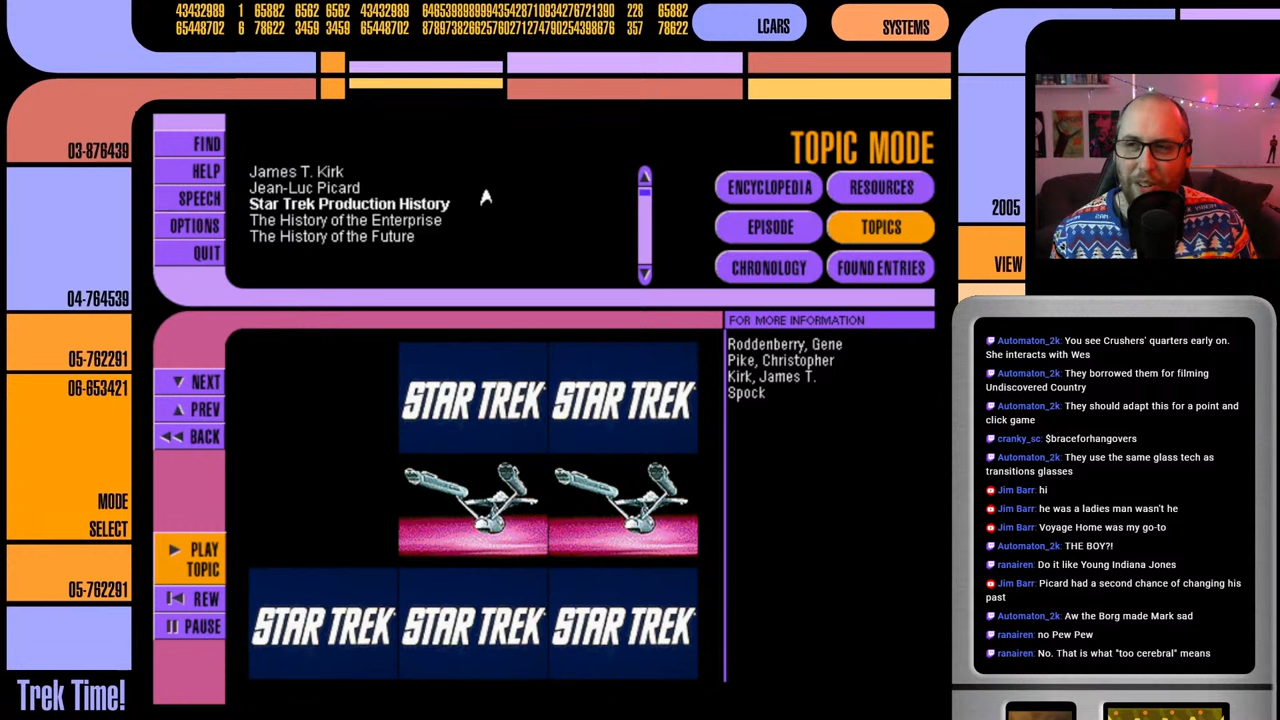 43432989 1 65882 6562 6562 43432989 64653989899435428710934276721390 228 65882
65448702 6 78622 3459 3459 65448702 87897382662576027127479025439 8676 357 78622
LCARS
SYSTEMS
03-876439
04-764539
05-762291
06-653421
MODE
SELECT
05-762291
Trek Time!
FIND
HELP
SPEECH
OPTIONS
QUIT
James T. Kirk
Jean-Luc Picard
Star Trek Production History
The History of the Enterprise
The History of the Future
TOPIC MODE
ENCYCLOPEDIA
RESOURCES
EPISODE
TOPICS
CHRONOLOGY
FOUND ENTRIES
2005
VIEW
NEXT
PREV
BACK
PLAY
TOPIC
REW
PAUSE
STAR TREK STAR TREK
STAR TREK STAR TREK STAR TREK
FOR MORE INFORMATION
Roddenberry, Gene
Pike, Christopher
Kirk, James T.
Spock
Automaton_2k: You see Crushers' quarters early on.
She interacts with Wes
Automaton_2k: They borrowed them for filming
Undiscovered Country
Automaton_2k: They should adapt this for a point and
click game
cranky_sc: $braceforhangovers
Automaton_2k: They use the same glass tech as
transitions glasses
Jim Barr: hi
Jim Barr: he was a ladies man wasn't he
Jim Barr: Voyage Home was my go-to
Automaton_2k: THE BOY?!
ranairen: Do it like Young Indiana Jones
Jim Barr: Picard had a second chance of changing his
past
Automaton_2k: Aw the Borg made Mark sad
ranairen: no Pew Pew
ranairen: No. That is what "too cerebral" means